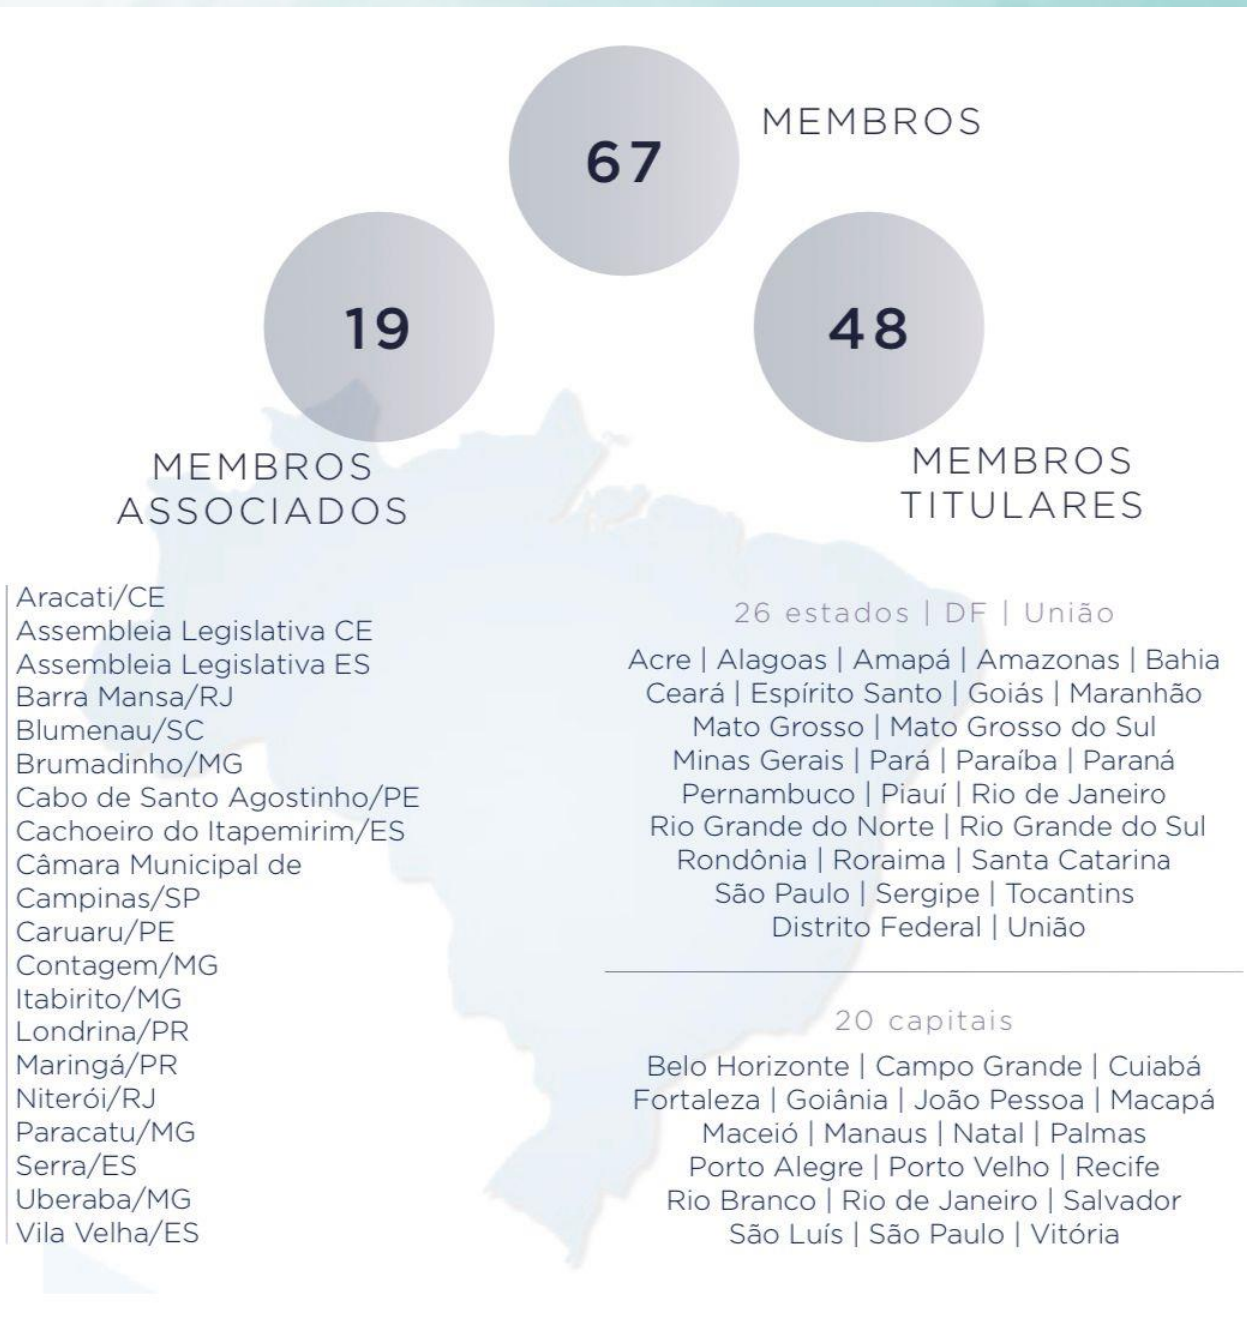 67
MEMBROS
19
48
MEMBROS
ASSOCIADOS
Aracati/CE
Assembleia Legislativa CE
Assembleia Legislativa ES
Barra Mansa/RJ
Blumenau/SC
Brumadinho/MG
Cabo de Santo Agostinho/PE
Cachoeiro do Itapemirim/ES
Câmara Municipal de
Campinas/SP
Caruaru/PE
Contagem/MG
Itabirito/MG
Londrina/PR
Maringá/PR
Niterói/RJ
Paracatu/MG
Serra/ES
Uberaba/MG
Vila Velha/ES
MEMBROS
TITULARES
26 estados | DF | União
Acre | Alagoas | Amapá | Amazonas | Bahia
Ceará | Espírito Santo | Goiás | Maranhão
Mato Grosso | Mato Grosso do Sul
Minas Gerais | Pará | Paraíba | Paraná
Pernambuco | Piauí | Rio de Janeiro
Rio Grande do Norte | Rio Grande do Sul
Rondônia | Roraima | Santa Catarina
São Paulo | Sergipe | Tocantins
Distrito Federal | União
20 capitais
Belo Horizonte | Campo Grande | Cuiabá
Fortaleza | Goiânia | João Pessoa | Macapá
Maceió | Manaus | Natal | Palmas
Porto Alegre | Porto Velho | Recife
Rio Branco | Rio de Janeiro | Salvador
São Luís | São Paulo | Vitória